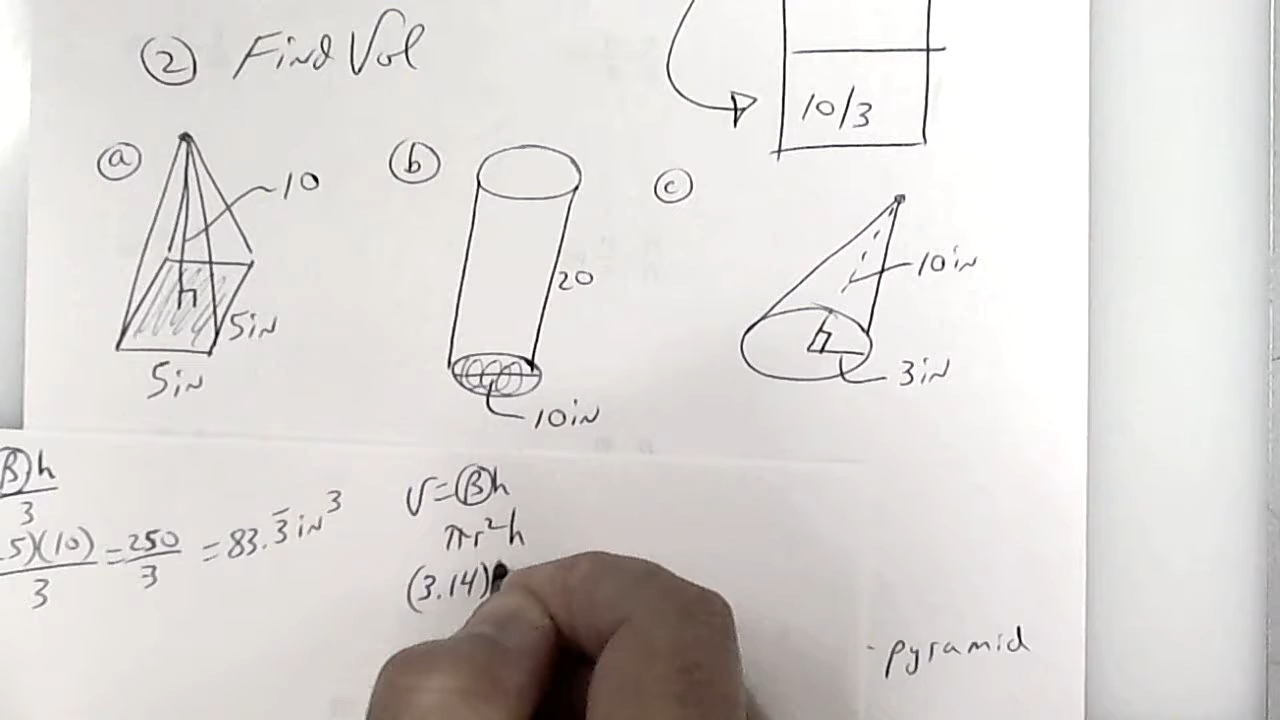 ② Find Vol
10/3
ⓐ
10
5in
5in
ⓑ
20
10in
ⓒ
10in
3in
B)h
3
5)(10) = 250 = 83.3̅ in³
3 3
V=Ⓑh
πr²h
(3.14)
- pyramid